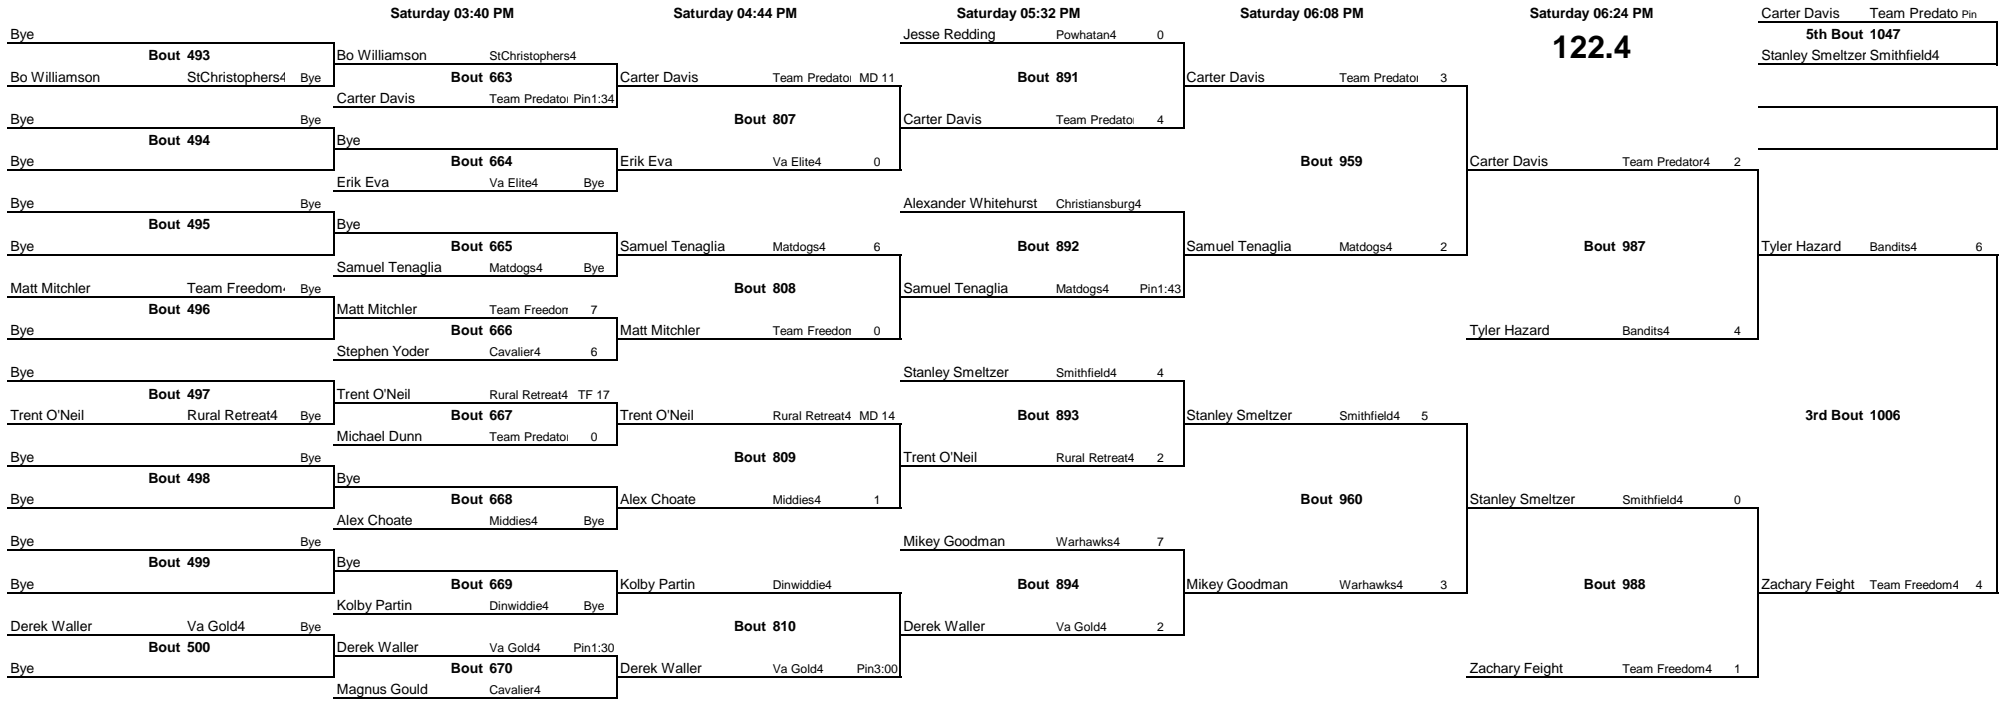 Saturday 03:40 PM Saturday 04:44 PM Saturday 05:32 PM Saturday 06:08 PM Saturday 06:24 PM Carter Davis Team Predato Pin
Bye Jesse Redding Powhatan4 0 5th Bout 1047
122.4
Bout 493 Bo Williamson StChristophers4 Stanley Smeltzer Smithfield4
Bo Williamson StChristophers4 Bye Bout 663 Carter Davis Team Predator MD 11 Bout 891 Carter Davis Team Predator 3
Carter Davis Team Predator Pin1:34
Bye Bye Bout 807 Carter Davis Team Predator 4
Bout 494 Bye
Bye Bout 664 Erik Eva Va Elite4 0 Bout 959 Carter Davis Team Predator4 2
Erik Eva Va Elite4 Bye
Bye Bye Alexander Whitehurst Christiansburg4
Bout 495 Bye
Bye Bout 665 Samuel Tenaglia Matdogs4 6 Bout 892 Samuel Tenaglia Matdogs4 2 Bout 987 Tyler Hazard Bandits4 6
Samuel Tenaglia Matdogs4 Bye
Matt Mitchler Team Freedom4 Bye Bout 808 Samuel Tenaglia Matdogs4 Pin1:43
Bout 496 Matt Mitchler Team Freedom 7
Bye Bout 666 Matt Mitchler Team Freedom 0 Tyler Hazard Bandits4 4
Stephen Yoder Cavalier4 6
Bye Stanley Smeltzer Smithfield4 4
Bout 497 Trent O'Neil Rural Retreat4 TF 17
Trent O'Neil Rural Retreat4 Bye Bout 667 Trent O'Neil Rural Retreat4 MD 14 Bout 893 Stanley Smeltzer Smithfield4 5 3rd Bout 1006
Michael Dunn Team Predator 0
Bye Bye Bout 809 Trent O'Neil Rural Retreat4 2
Bout 498 Bye
Bye Bout 668 Alex Choate Middies4 1 Bout 960 Stanley Smeltzer Smithfield4 0
Alex Choate Middies4 Bye
Bye Bye Mikey Goodman Warhawks4 7
Bout 499 Bye
Bye Bout 669 Kolby Partin Dinwiddie4 Bout 894 Mikey Goodman Warhawks4 3 Bout 988 Zachary Feight Team Freedom4 4
Kolby Partin Dinwiddie4 Bye
Derek Waller Va Gold4 Bye Bout 810 Derek Waller Va Gold4 2
Bout 500 Derek Waller Va Gold4 Pin1:30
Bye Bout 670 Derek Waller Va Gold4 Pin3:00 Zachary Feight Team Freedom4 1
Magnus Gould Cavalier4